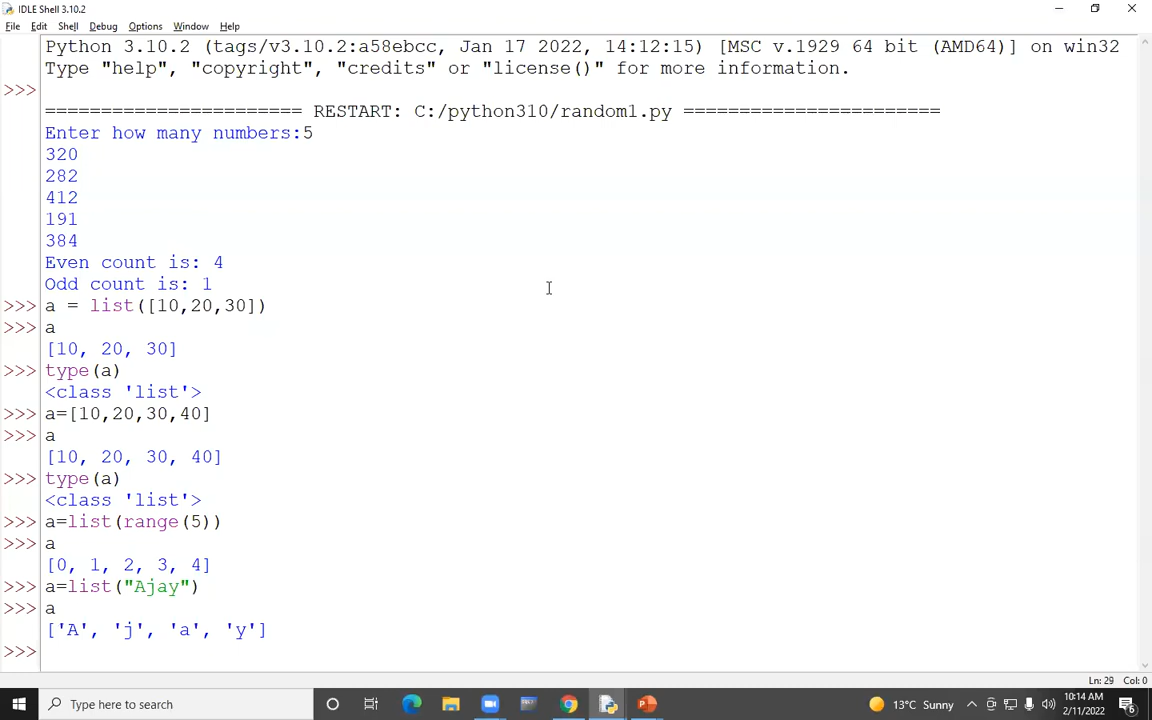 IDLE Shell 3.10.2
File Edit Shell Debug Options Window Help
Python 3.10.2 (tags/v3.10.2:a58ebcc, Jan 17 2022, 14:12:15) [MSC v.1929 64 bit (AMD64)] on win32
Type "help", "copyright", "credits" or "license()" for more information.
>>>
======================= RESTART: C:/python310/random1.py =======================
Enter how many numbers:5
320
282
412
191
384
Even count is: 4
Odd count is: 1
>>> a = list([10,20,30])
>>> a
[10, 20, 30]
>>> type(a)
<class 'list'>
>>> a=[10,20,30,40]
>>> a
[10, 20, 30, 40]
>>> type(a)
<class 'list'>
>>> a=list(range(5))
>>> a
[0, 1, 2, 3, 4]
>>> a=list("Ajay")
>>> a
['A', 'j', 'a', 'y']
>>>
Ln: 29 Col: 0
Type here to search
13°C Sunny
10:14 AM
2/11/2022
6